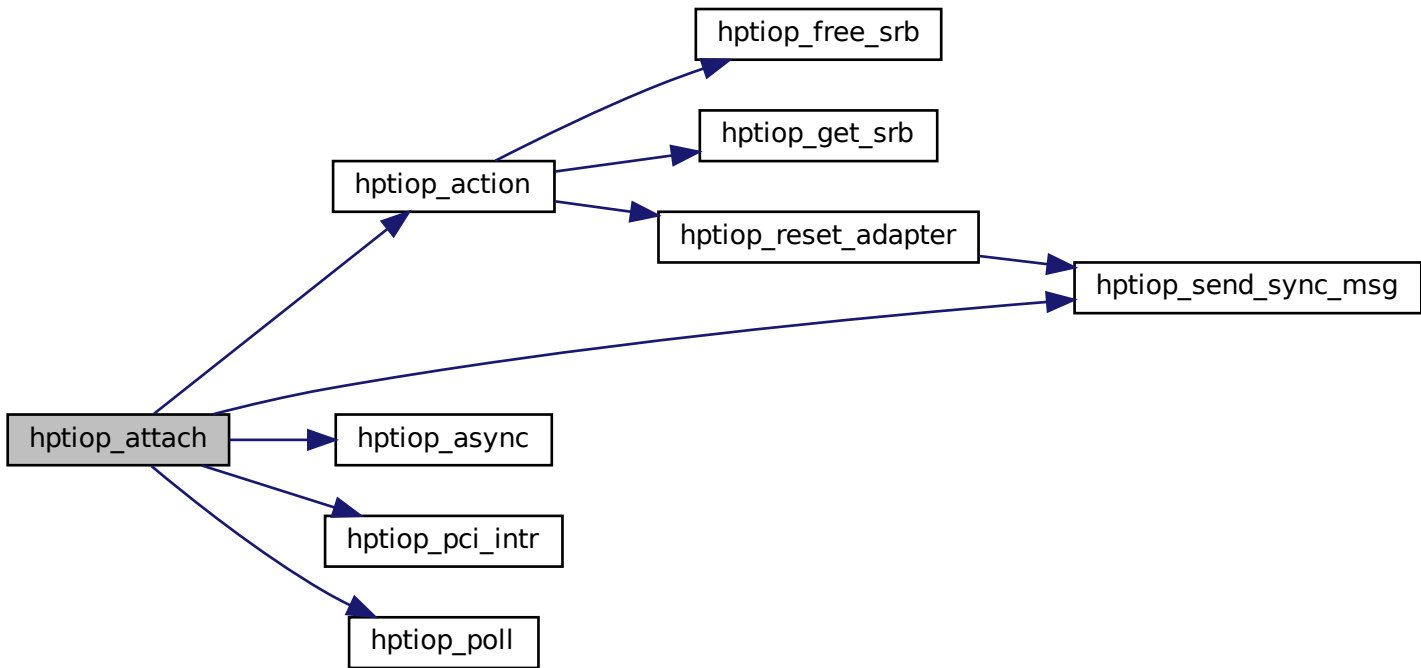 hptiop_free_srb
hptiop_get_srb
hptiop_action
hptiop_reset_adapter
hptiop_send_sync_msg
hptiop_attach
hptiop_async
hptiop_pci_intr
hptiop_poll